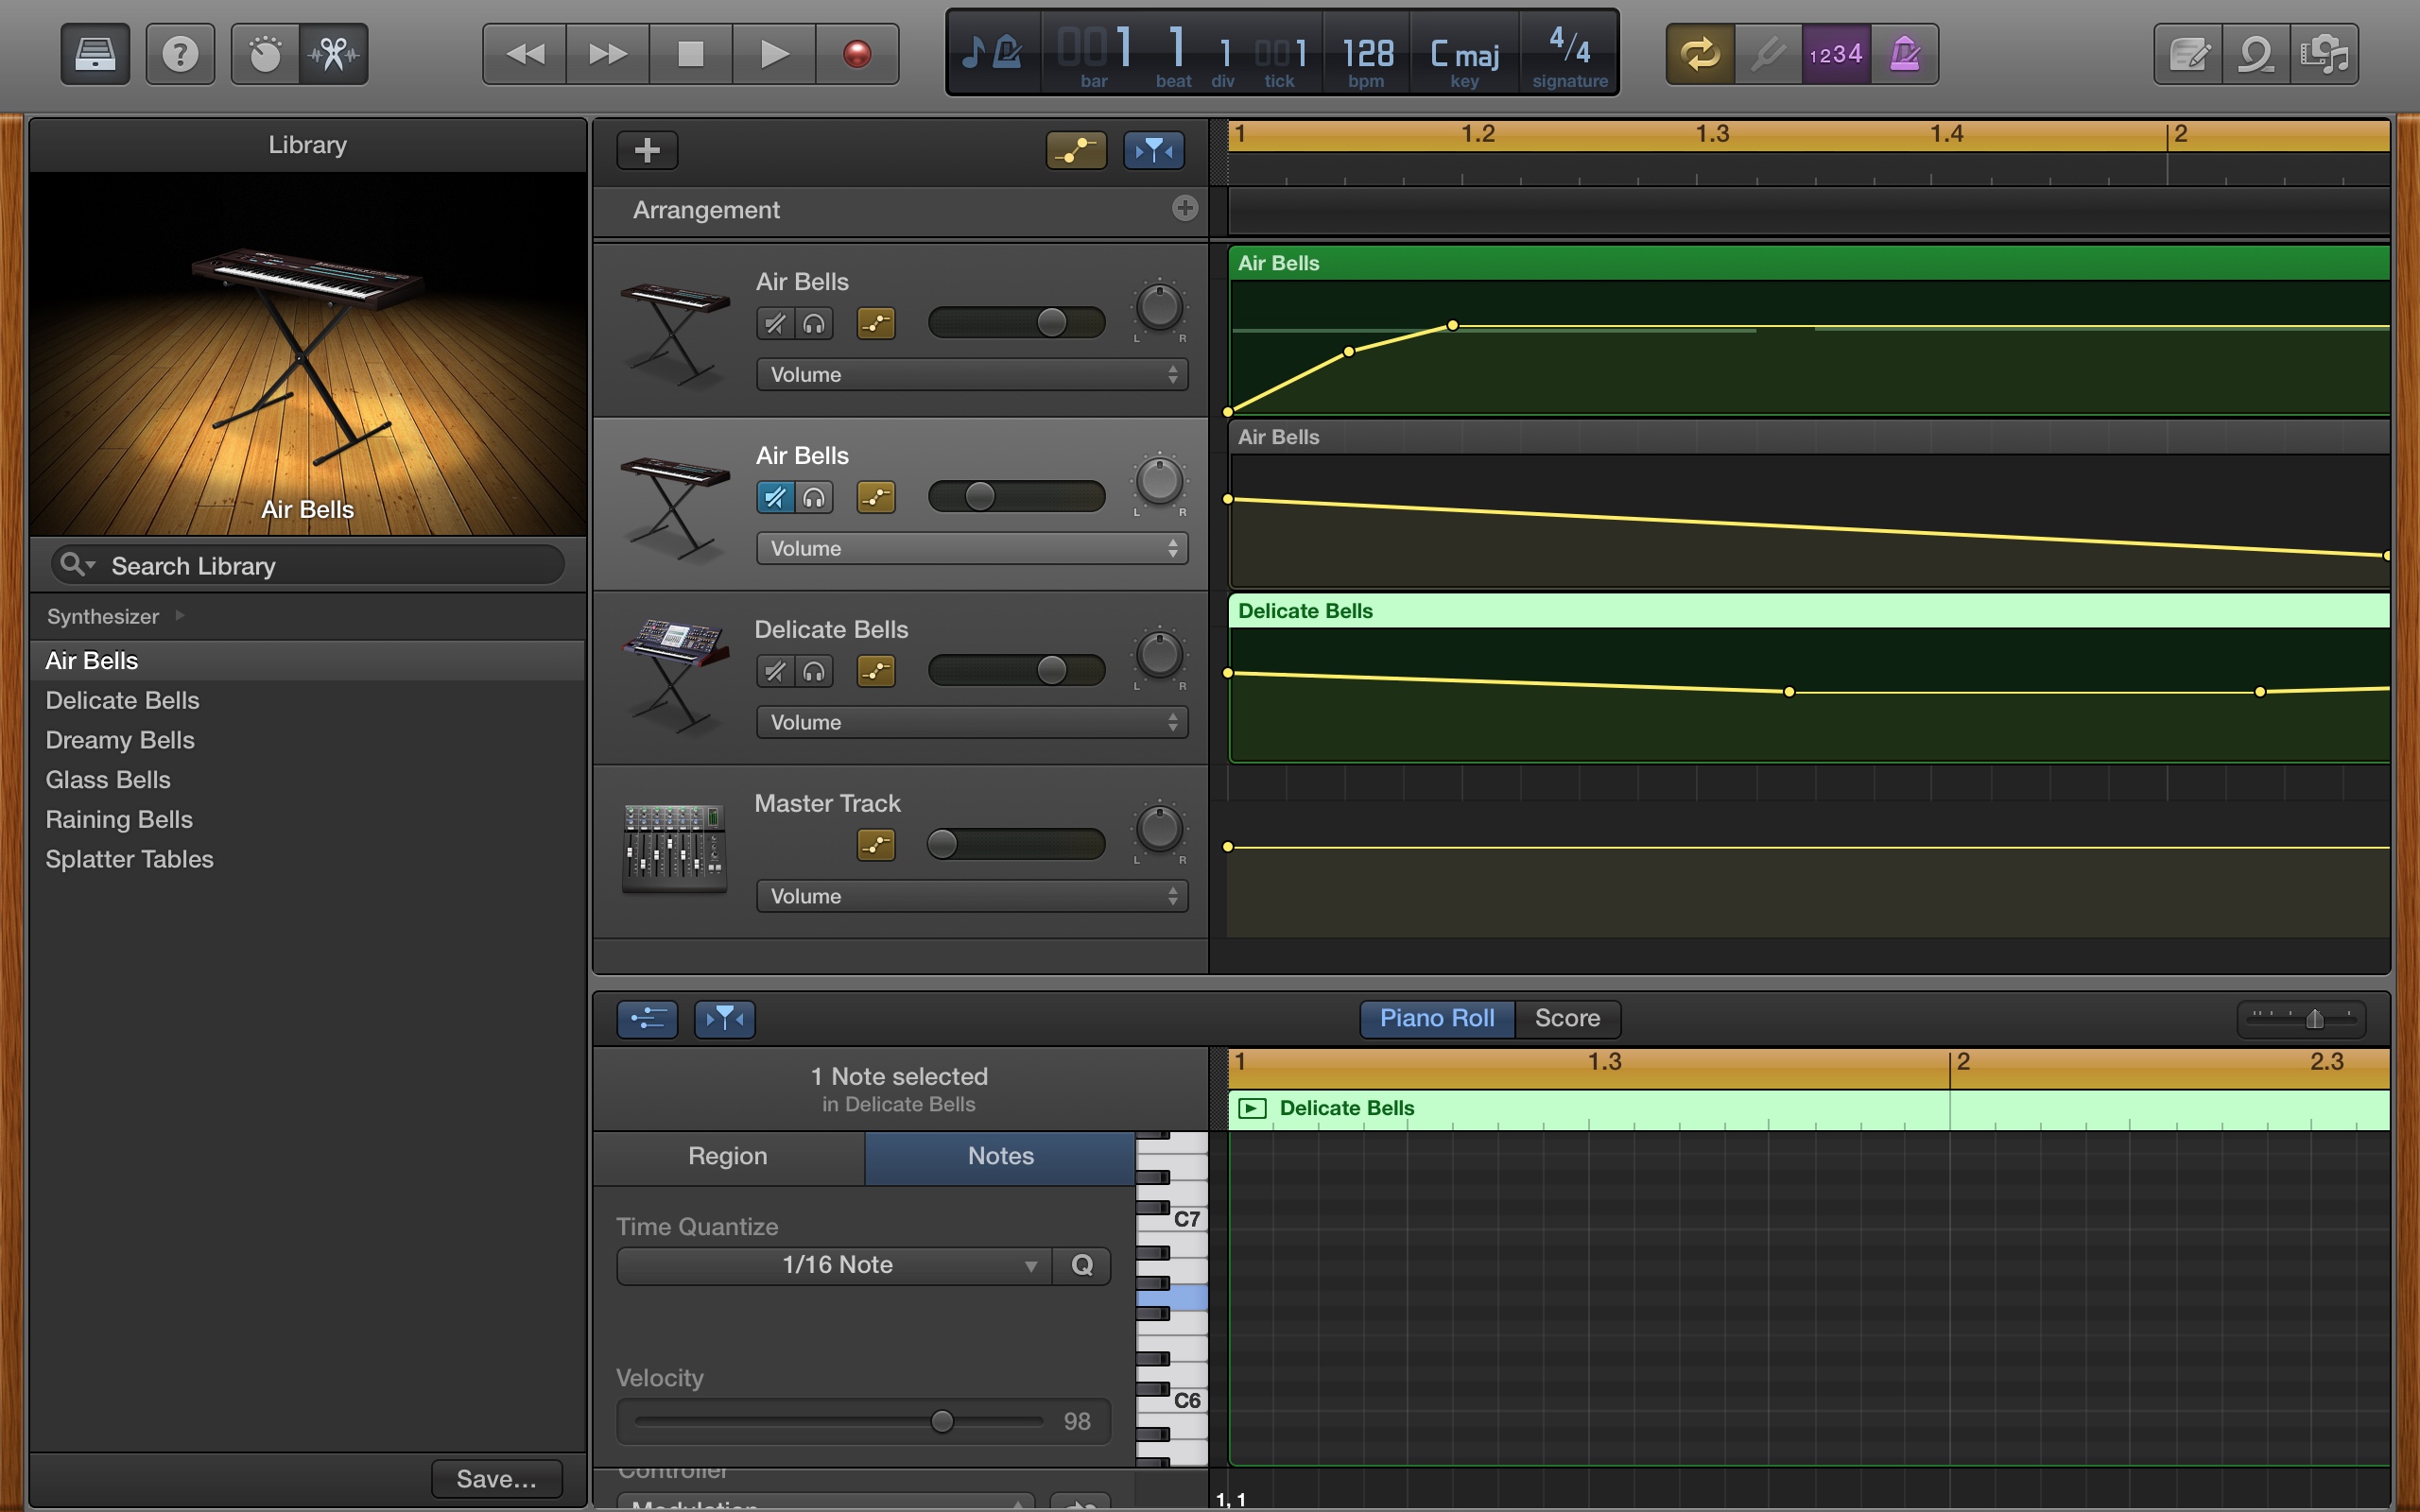 001 1 1 001 128 C maj 4/4
bar beat div tick bpm key signature
1234
Library
Air Bells
Search Library
Synthesizer
Air Bells
Delicate Bells
Dreamy Bells
Glass Bells
Raining Bells
Splatter Tables
Save...
1 1.2 1.3 1.4 2
Arrangement
Air Bells
L R
Volume
Air Bells
Air Bells
L R
Volume
Air Bells
Delicate Bells
L R
Volume
Delicate Bells
Master Track
L R
Volume
Piano Roll Score
1 Note selected
in Delicate Bells
1 1.3 2 2.3
Delicate Bells
Region Notes
Time Quantize
1/16 Note Q
Velocity
98
Controller
Modulation
C7
C6
1, 1